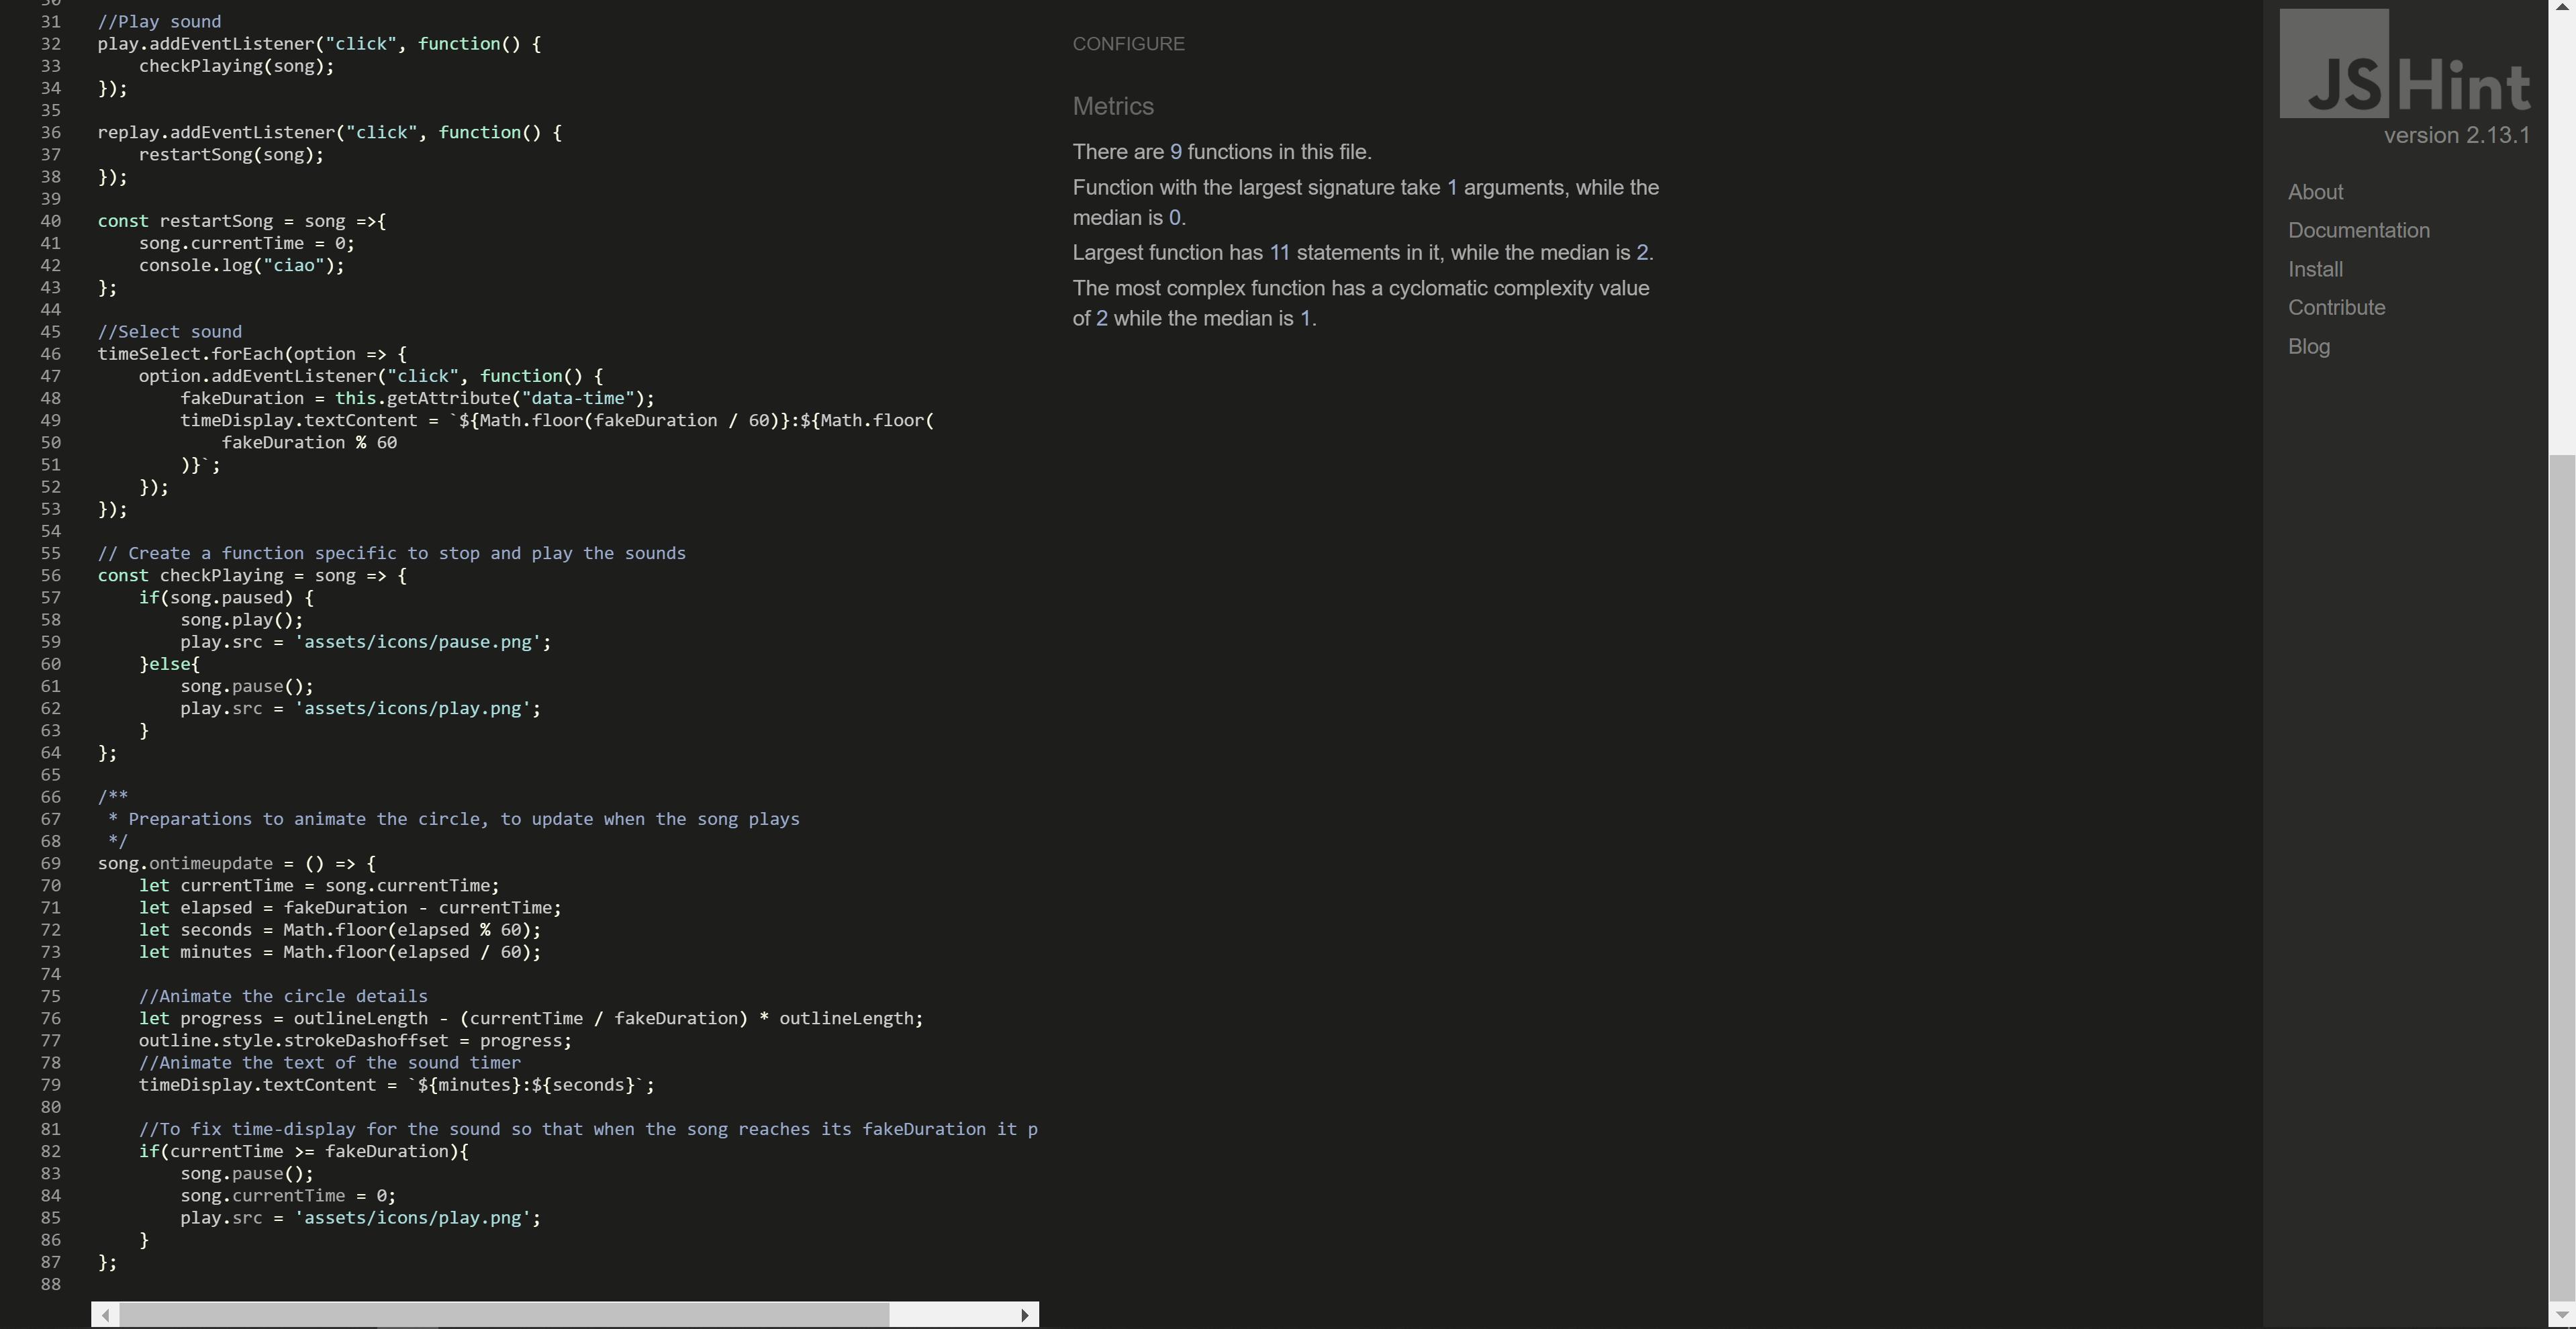 31 //Play sound
32 play.addEventListener("click", function() {
33     checkPlaying(song);
34 });
35
36 replay.addEventListener("click", function() {
37     restartSong(song);
38 });
39
40 const restartSong = song =>{
41     song.currentTime = 0;
42     console.log("ciao");
43 };
44
45 //Select sound
46 timeSelect.forEach(option => {
47     option.addEventListener("click", function() {
48         fakeDuration = this.getAttribute("data-time");
49         timeDisplay.textContent = `${Math.floor(fakeDuration / 60)}:${Math.floor(
50             fakeDuration % 60
51         )}`;
52     });
53 });
54
55 // Create a function specific to stop and play the sounds
56 const checkPlaying = song => {
57     if(song.paused) {
58         song.play();
59         play.src = 'assets/icons/pause.png';
60     }else{
61         song.pause();
62         play.src = 'assets/icons/play.png';
63     }
64 };
65
66 /**
67  * Preparations to animate the circle, to update when the song plays
68  */
69 song.ontimeupdate = () => {
70     let currentTime = song.currentTime;
71     let elapsed = fakeDuration - currentTime;
72     let seconds = Math.floor(elapsed % 60);
73     let minutes = Math.floor(elapsed / 60);
74
75     //Animate the circle details
76     let progress = outlineLength - (currentTime / fakeDuration) * outlineLength;
77     outline.style.strokeDashoffset = progress;
78     //Animate the text of the sound timer
79     timeDisplay.textContent = `${minutes}:${seconds}`;
80
81     //To fix time-display for the sound so that when the song reaches its fakeDuration it p
82     if(currentTime >= fakeDuration){
83         song.pause();
84         song.currentTime = 0;
85         play.src = 'assets/icons/play.png';
86     }
87 };
88
CONFIGURE
Metrics
There are 9 functions in this file.
Function with the largest signature take 1 arguments, while the
median is 0.
Largest function has 11 statements in it, while the median is 2.
The most complex function has a cyclomatic complexity value
of 2 while the median is 1.
JSHint
version 2.13.1
About
Documentation
Install
Contribute
Blog